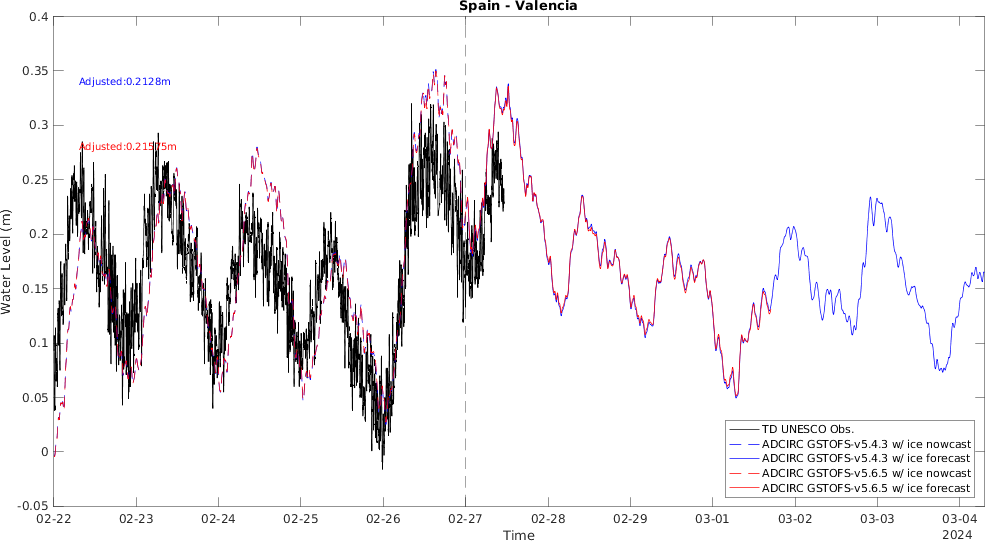 Spain - Valencia
0.4
0.35
0.3
0.25
0.2
0.15
0.1
0.05
0
-0.05
Water Level (m)
Adjusted:0.2128m
Adjusted:0.21575m
TD UNESCO Obs.
ADCIRC GSTOFS-v5.4.3 w/ ice nowcast
ADCIRC GSTOFS-v5.4.3 w/ ice forecast
ADCIRC GSTOFS-v5.6.5 w/ ice nowcast
ADCIRC GSTOFS-v5.6.5 w/ ice forecast
02-22 02-23 02-24 02-25 02-26 02-27 02-28 02-29 03-01 03-02 03-03 03-04
Time
2024